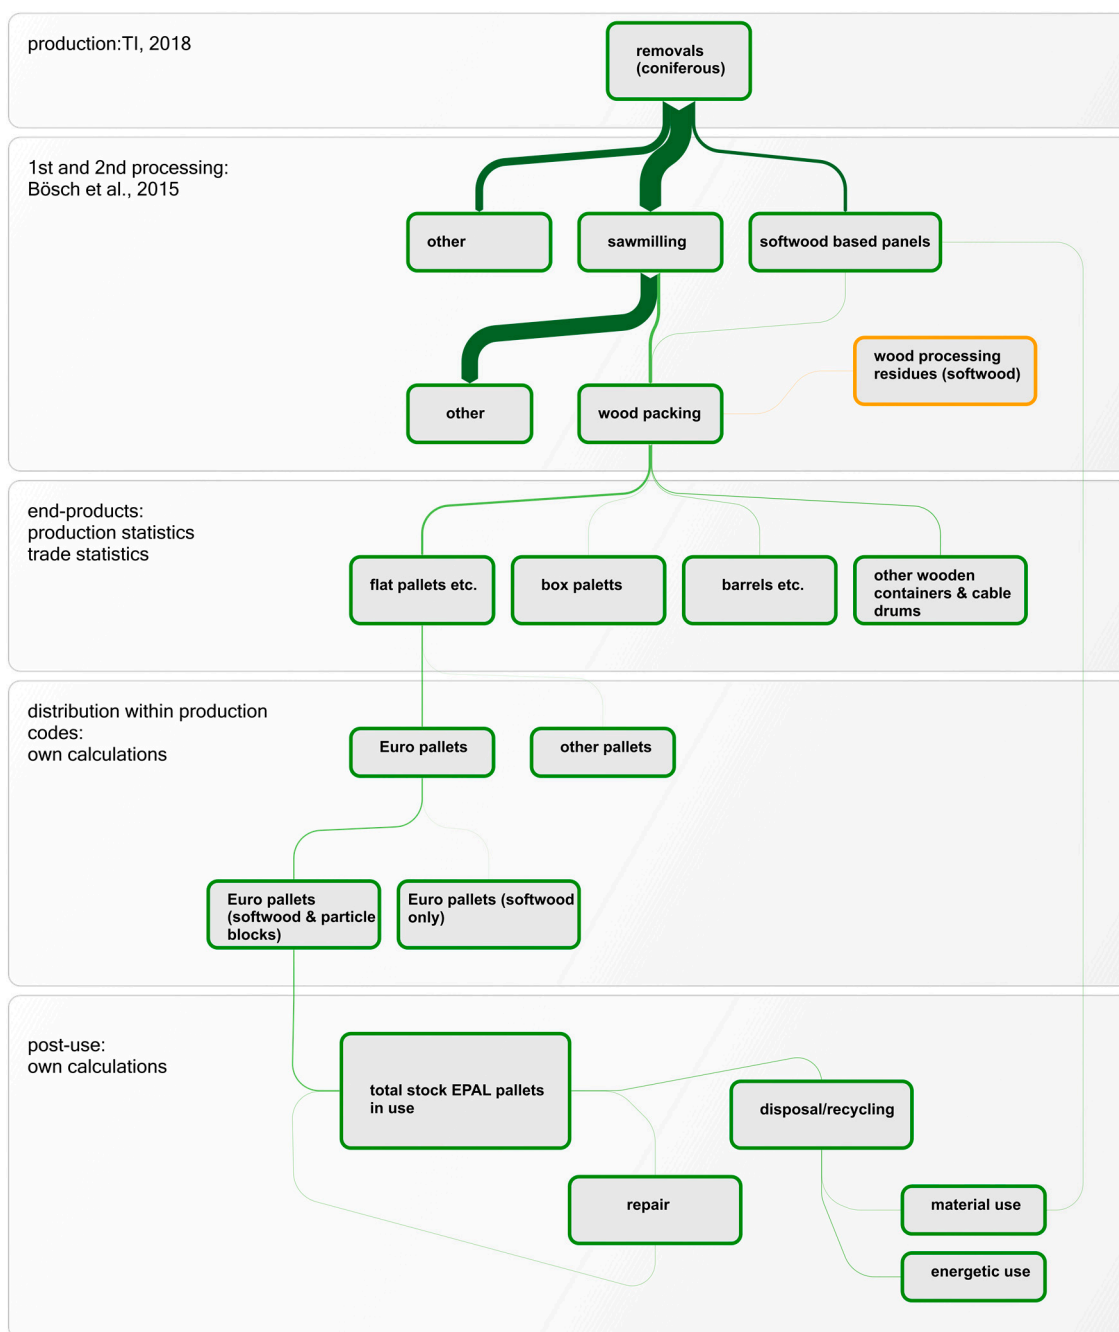 production:TI, 2018
removals
(coniferous)
1st and 2nd processing:
Bösch et al., 2015
other
sawmilling
softwood based panels
wood processing
residues (softwood)
other
wood packing
end-products:
production statistics
trade statistics
flat pallets etc.
box paletts
barrels etc.
other wooden
containers & cable
drums
distribution within production
codes:
own calculations
Euro pallets
other pallets
Euro pallets
(softwood & particle
blocks)
Euro pallets (softwood
only)
post-use:
own calculations
total stock EPAL pallets
in use
disposal/recycling
repair
material use
energetic use